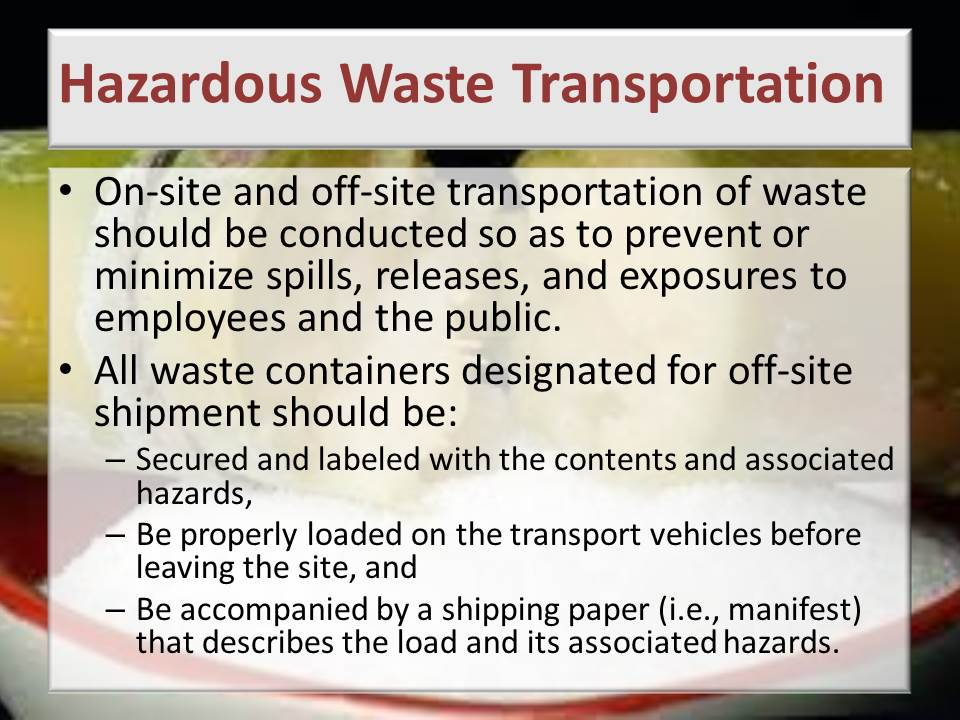 Hazardous Waste Transportation
• On-site and off-site transportation of waste
should be conducted so as to prevent or
minimize spills, releases, and exposures to
employees and the public.
• All waste containers designated for off-site
shipment should be:
– Secured and labeled with the contents and associated
hazards,
– Be properly loaded on the transport vehicles before
leaving the site, and
– Be accompanied by a shipping paper (i.e., manifest)
that describes the load and its associated hazards.